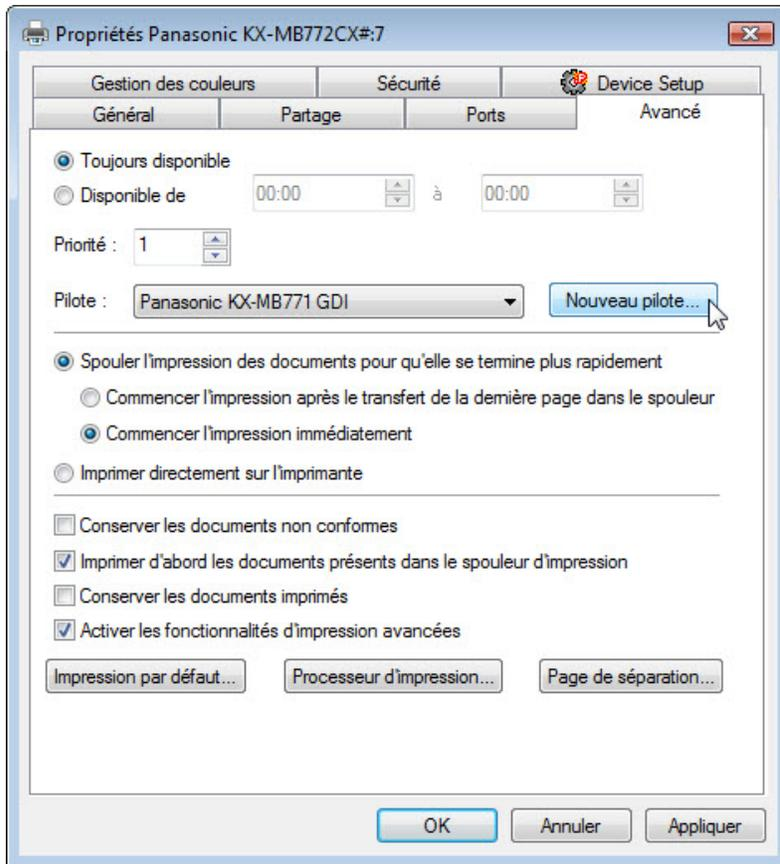 Propriétés Panasonic KX-MB772CX#:7
Gestion des couleurs Sécurité Device Setup
Général Partage Ports Avancé
Toujours disponible
Disponible de 00:00 à 00:00
Priorité : 1
Pilote : Panasonic KX-MB771 GDI Nouveau pilote...
Spouler l'impression des documents pour qu'elle se termine plus rapidement
Commencer l'impression après le transfert de la dernière page dans le spouleur
Commencer l'impression immédiatement
Imprimer directement sur l'imprimante
Conserver les documents non conformes
Imprimer d'abord les documents présents dans le spouleur d'impression
Conserver les documents imprimés
Activer les fonctionnalités d'impression avancées
Impression par défaut... Processeur d'impression... Page de séparation...
OK Annuler Appliquer